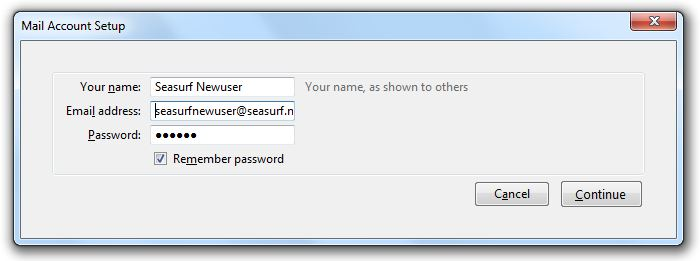 Mail Account Setup
Your name: Seasurf Newuser Your name, as shown to others
Email address: seasurfnewuser@seasurf.n
Password: ••••••
Remember password
Cancel Continue